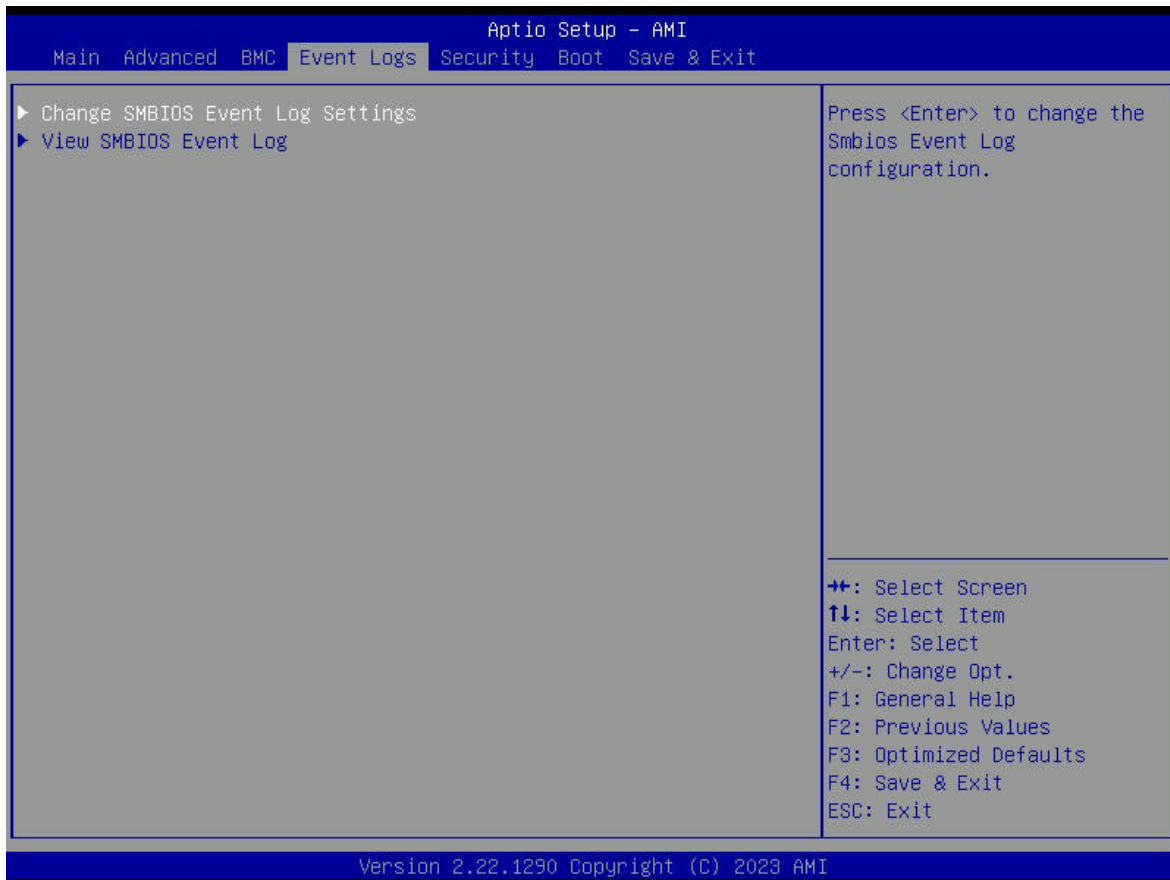 Aptio Setup – AMI
Main Advanced BMC Event Logs Security Boot Save & Exit
▶ Change SMBIOS Event Log Settings
▶ View SMBIOS Event Log
Press <Enter> to change the
Smbios Event Log
configuration.
→←: Select Screen
↑↓: Select Item
Enter: Select
+/-: Change Opt.
F1: General Help
F2: Previous Values
F3: Optimized Defaults
F4: Save & Exit
ESC: Exit
Version 2.22.1290 Copyright (C) 2023 AMI